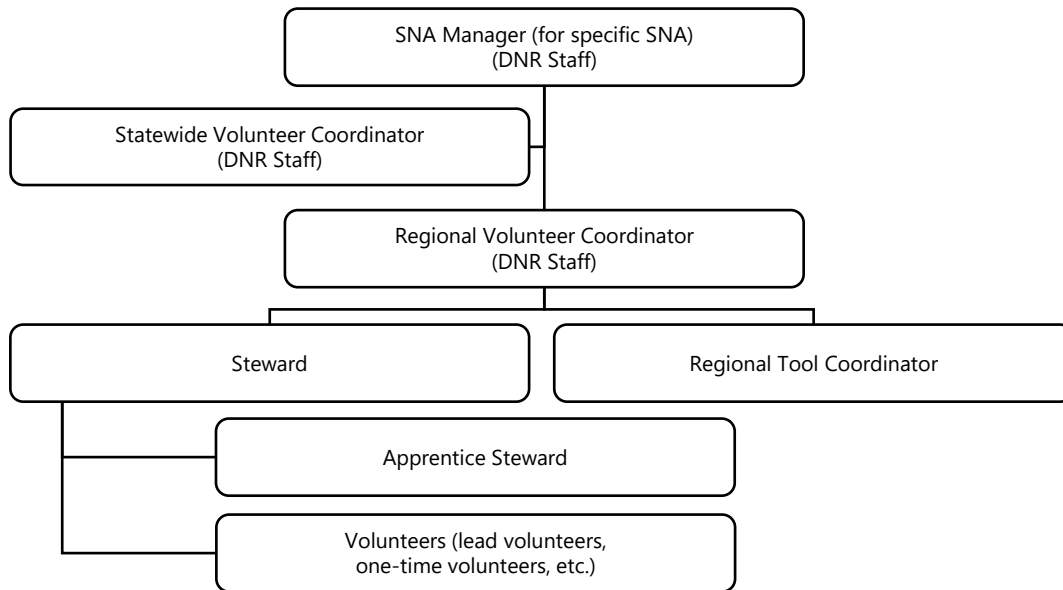 SNA Manager (for specific SNA)
(DNR Staff)
Statewide Volunteer Coordinator
(DNR Staff)
Regional Volunteer Coordinator
(DNR Staff)
Steward
Regional Tool Coordinator
Apprentice Steward
Volunteers (lead volunteers,
one-time volunteers, etc.)